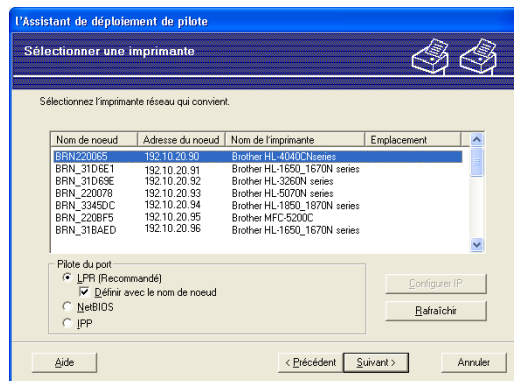 l'Assistant de déploiement de pilote
Sélectionner une imprimante
Sélectionnez l'imprimante réseau qui convient.
Nom de noeud Adresse du noeud Nom de l'imprimante Emplacement
BRN220065 192.10.20.90 Brother HL-4040CNseries
BRN_31D6E1 192.10.20.91 Brother HL-1650_1670N series
BRN_31D69E 192.10.20.92 Brother HL-3260N series
BRN_220078 192.10.20.93 Brother HL-5070N series
BRN_3345DC 192.10.20.94 Brother HL-1850_1870N series
BRN_220BF5 192.10.20.95 Brother MFC-5200C
BRN_31BAED 192.10.20.96 Brother HL-1650_1670N series
Pilote du port
LPR (Recommandé)
Définir avec le nom de noeud
NetBIOS
IPP
Configurer IP
Rafraîchir
Aide < Précédent Suivant > Annuler